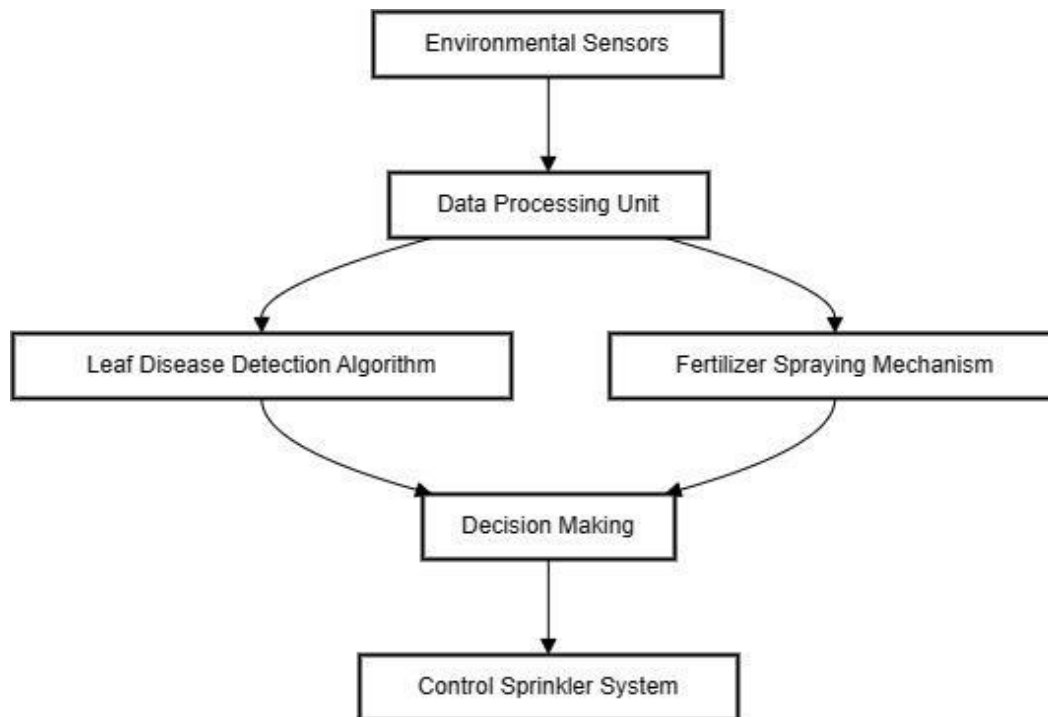 Environmental Sensors
Data Processing Unit
Leaf Disease Detection Algorithm
Fertilizer Spraying Mechanism
Decision Making
Control Sprinkler System